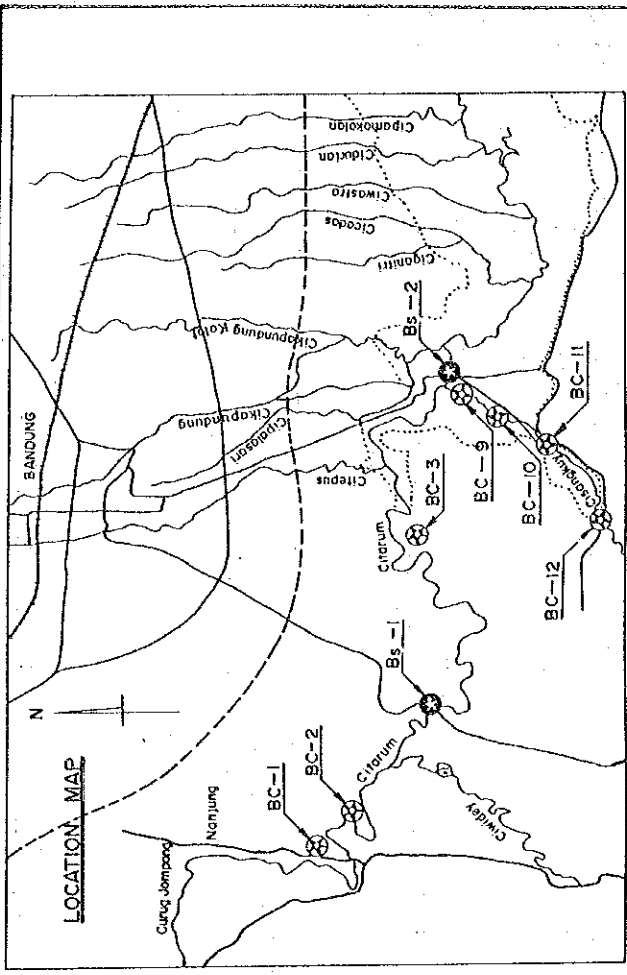 LOCATION MAP
N
BANDUNG
Curug Jompong
Nanjung
BC-1
BC-2
Citarum
Ciwidey
Bs-1
Citarum
BC-3
Citepus
Cipalasari
Cikapundung
Cikapundung Kolot
Ciganitri
Cicadas
Ciwastra
Cidurian
Cipamokolan
Bs-2
BC-9
BC-10
Cisangkuy
BC-11
BC-12